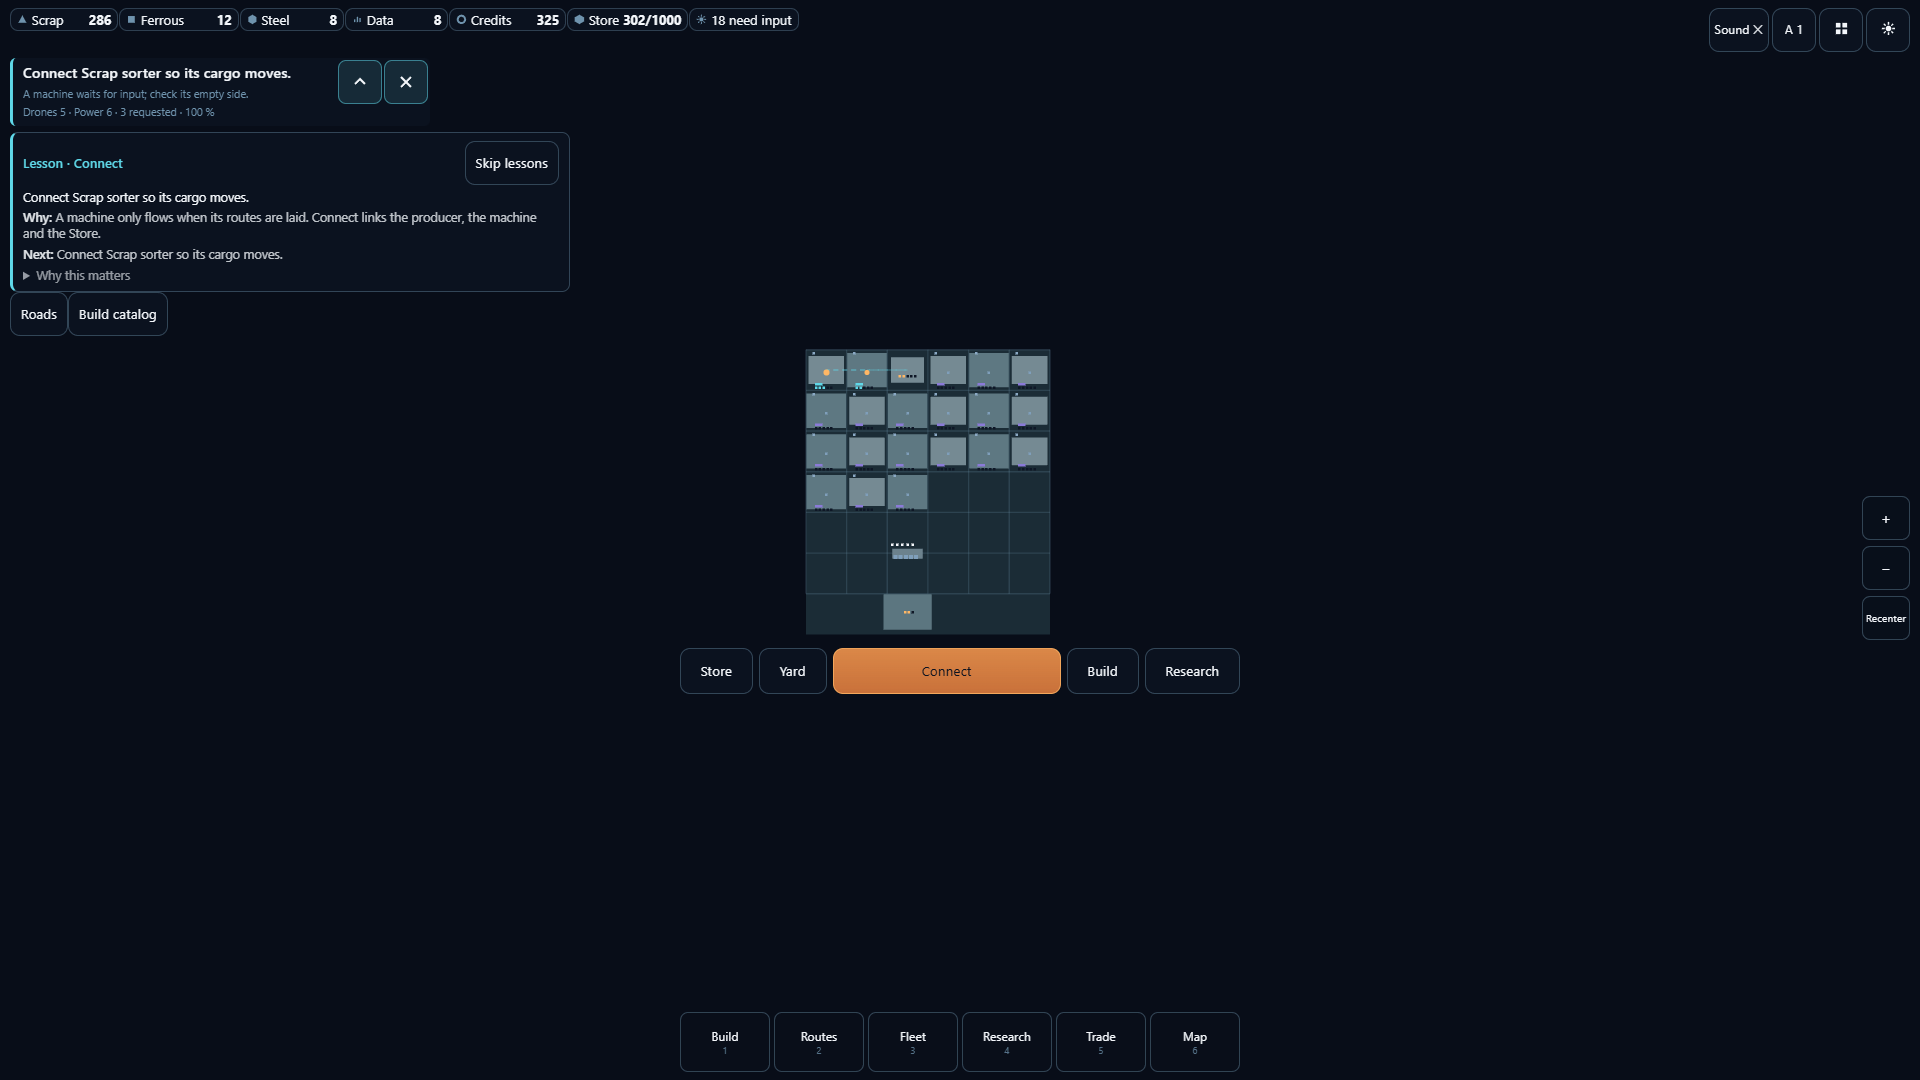 Scrap 286 Ferrous 12 Steel 8 Data 8 Credits 325 Store 302/1000 18 need input
Sound A 1
Connect Scrap sorter so its cargo moves.
A machine waits for input; check its empty side.
Drones 5 · Power 6 · 3 requested · 100 %
Lesson · Connect
Skip lessons
Connect Scrap sorter so its cargo moves.
Why: A machine only flows when its routes are laid. Connect links the producer, the machine
and the Store.
Next: Connect Scrap sorter so its cargo moves.
Why this matters
Roads Build catalog
+
−
Recenter
Store Yard Connect Build Research
Build Routes Fleet Research Trade Map
1 2 3 4 5 6